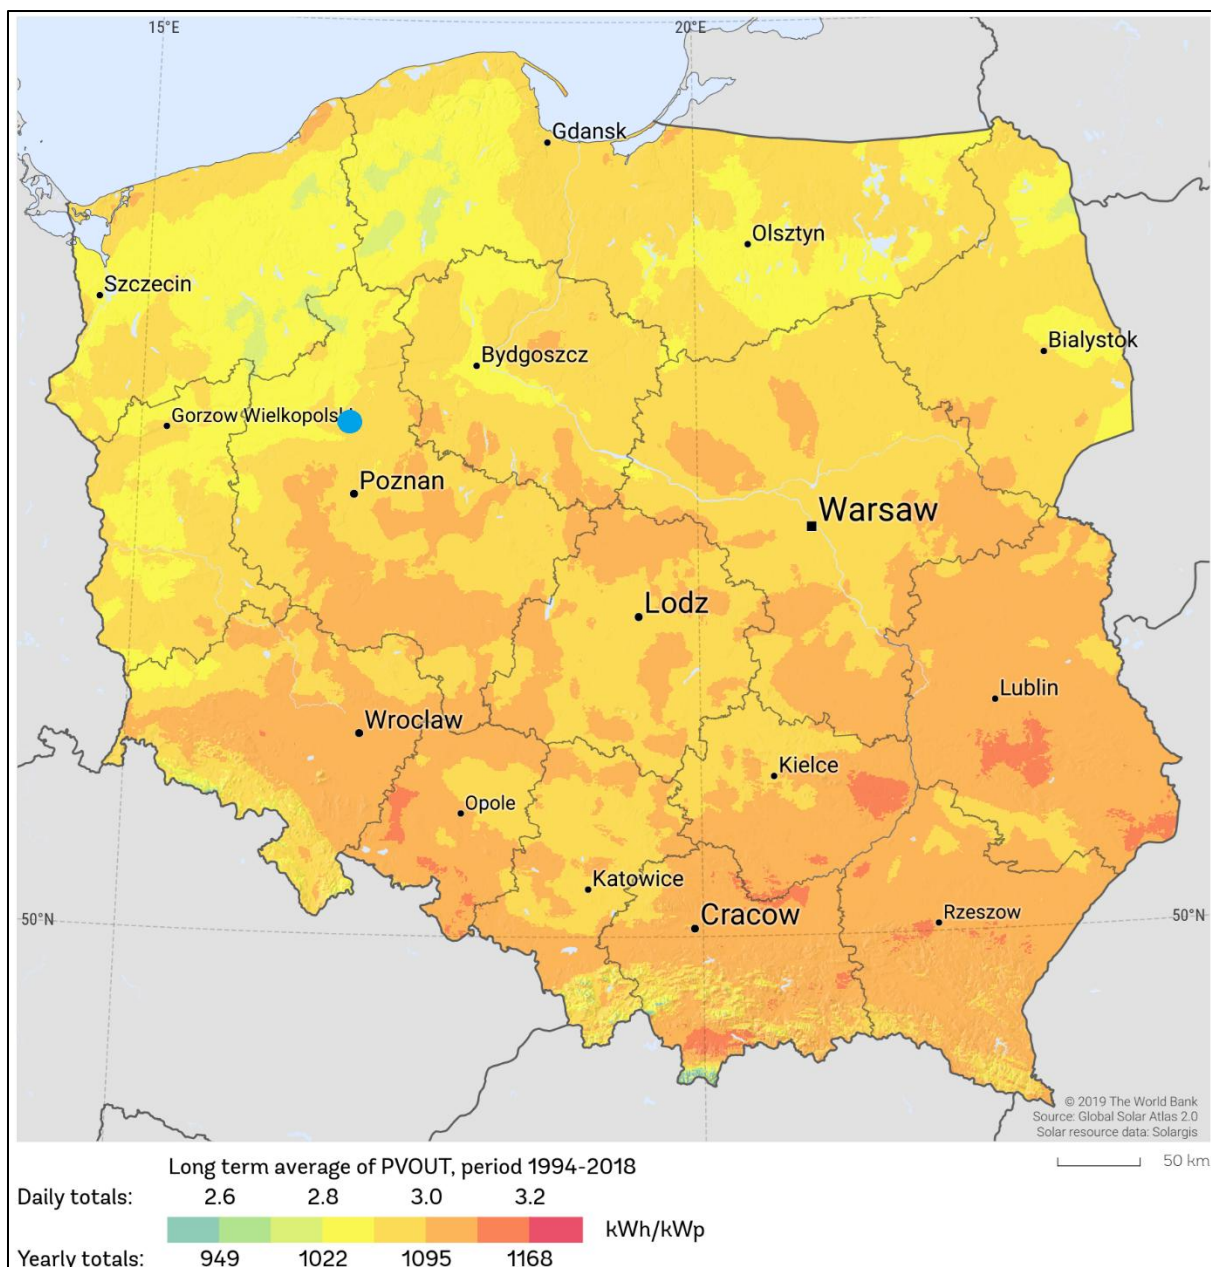 15°E 20°E
Gdansk
Olsztyn
Szczecin
Bialystok
Bydgoszcz
Gorzow Wielkopolski
Poznan
Warsaw
Lodz
Lublin
Wroclaw
Kielce
Opole
Katowice
Cracow
Rzeszow
50°N 50°N
© 2019 The World Bank
Source: Global Solar Atlas 2.0
Solar resource data: Solargis
50 km
Long term average of PVOUT, period 1994-2018
Daily totals: 2.6 2.8 3.0 3.2
kWh/kWp
Yearly totals: 949 1022 1095 1168